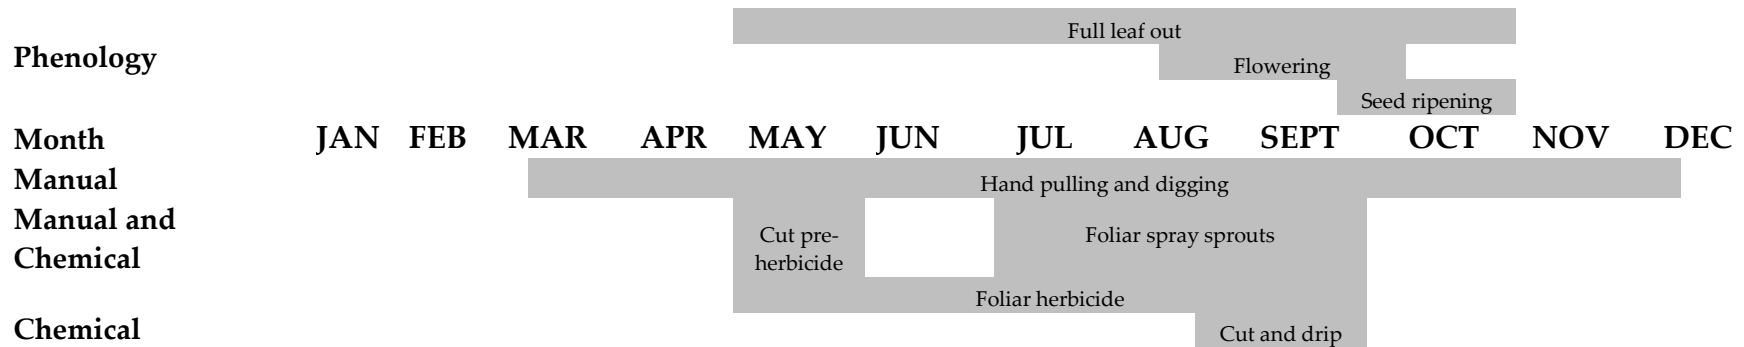 Full leaf out
Phenology
Flowering
Seed ripening
Month JAN FEB MAR APR MAY JUN JUL AUG SEPT OCT NOV DEC
Manual Hand pulling and digging
Manual and
Chemical
Cut pre-
herbicide
Foliar spray sprouts
Foliar herbicide
Chemical Cut and drip